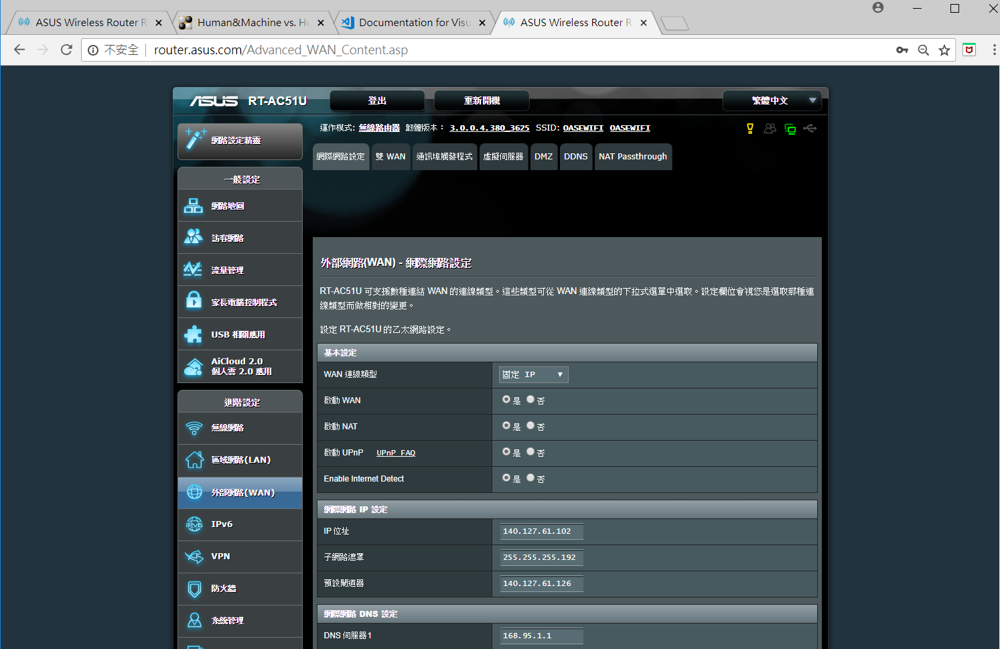 ASUS Wireless Router R
Human&Machine vs. Hu
Documentation for Visu
ASUS Wireless Router R
不安全
router.asus.com/Advanced_WAN_Content.asp
ASUS RT-AC51U
登出
重新開機
繁體中文
運作模式: 無線路由器 韌體版本： 3.0.0.4.380_3625 SSID: OASEWIFI OASEWIFI
網路設定精靈
網際網路設定
雙 WAN
通訊埠觸發程式
虛擬伺服器
DMZ
DDNS
NAT Passthrough
一般設定
網路地圖
訪客網路
流量管理
家長電腦控制程式
USB 相關應用
AiCloud 2.0
個人雲 2.0 應用
進階設定
無線網路
區域網路(LAN)
外部網路(WAN)
IPv6
VPN
防火牆
系統管理
外部網路(WAN) - 網際網路設定
RT-AC51U 可支援數種連結 WAN 的連線類型。這些類型可從 WAN 連線類型的下拉式選單中選取。設定欄位會視您是選取那種連
線類型而做相對的變更。
設定 RT-AC51U 的乙太網路設定。
基本設定
WAN 連線類型 固定 IP
啟動 WAN 是 否
啟動 NAT 是 否
啟動 UPnP UPnP FAQ 是 否
Enable Internet Detect 是 否
網際網路 IP 設定
IP 位址 140.127.61.102
子網路遮罩 255.255.255.192
預設閘道器 140.127.61.126
網際網路 DNS 設定
DNS 伺服器1 168.95.1.1